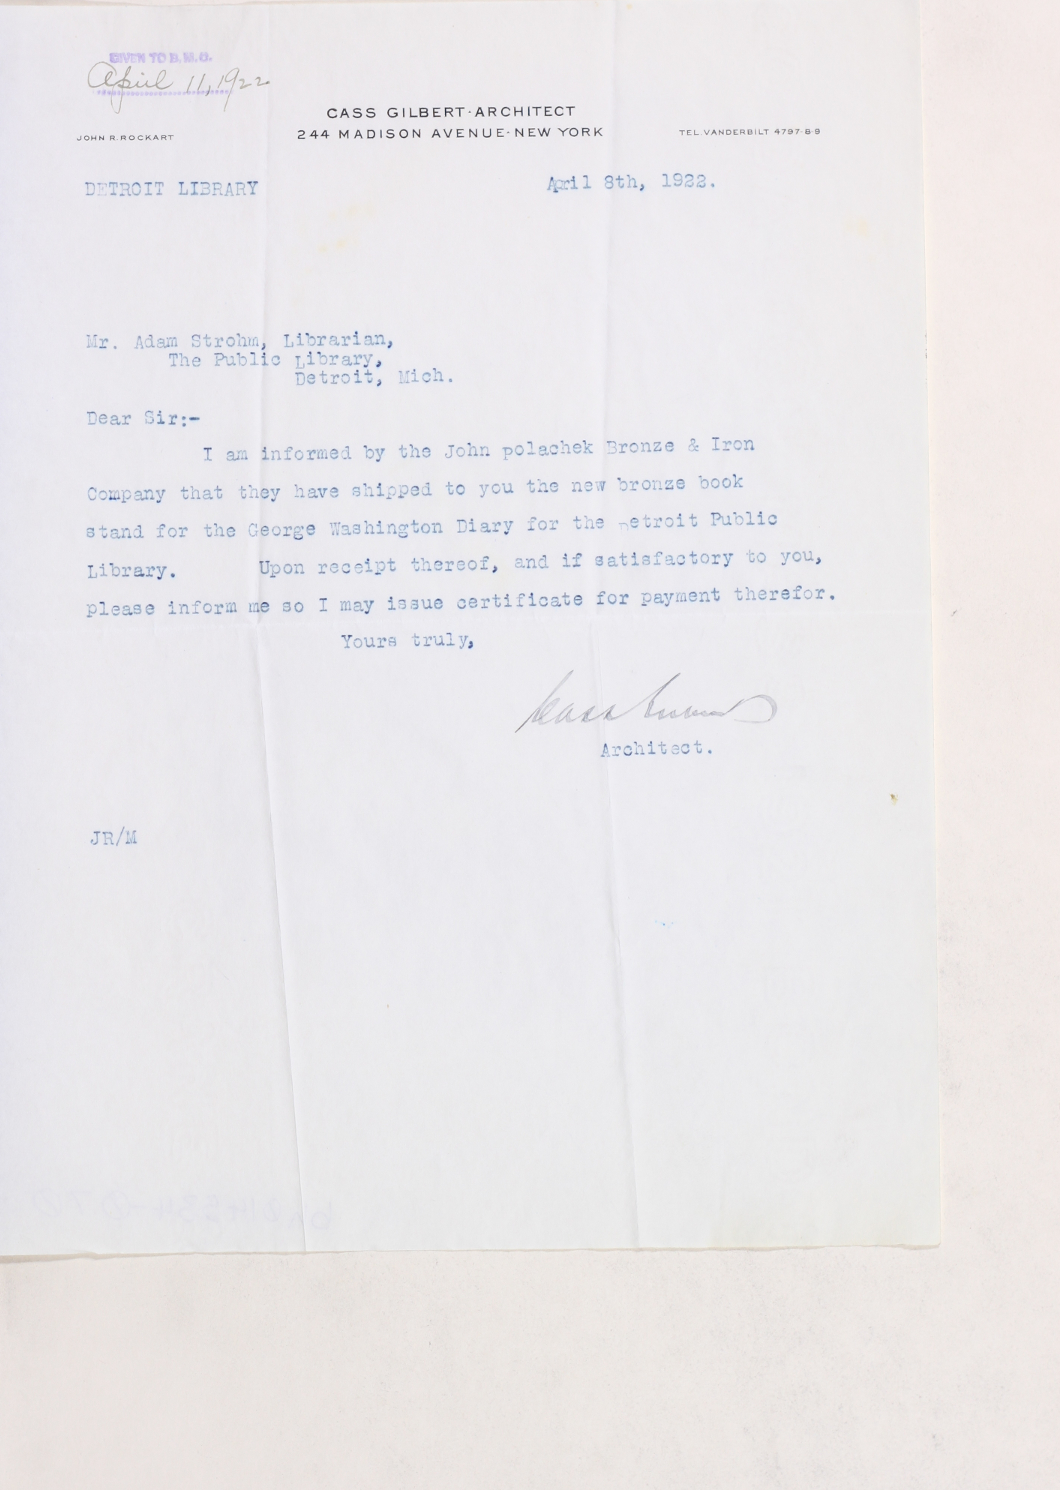 GIVEN TO B. M. O.
April 11, 1922
CASS GILBERT·ARCHITECT
JOHN R. ROCKART
244 MADISON AVENUE·NEW YORK
TEL. VANDERBILT 4797-8-9
DETROIT LIBRARY
April 8th, 1922.
Mr. Adam Strohm, Librarian,
The Public Library,
Detroit, Mich.
Dear Sir:-
I am informed by the John polachek Bronze & Iron
Company that they have shipped to you the new bronze book
stand for the George Washington Diary for the Detroit Public
Library. Upon receipt thereof, and if satisfactory to you,
please inform me so I may issue certificate for payment therefor.
Yours truly,
Cass Gilbert
Architect.
JR/M